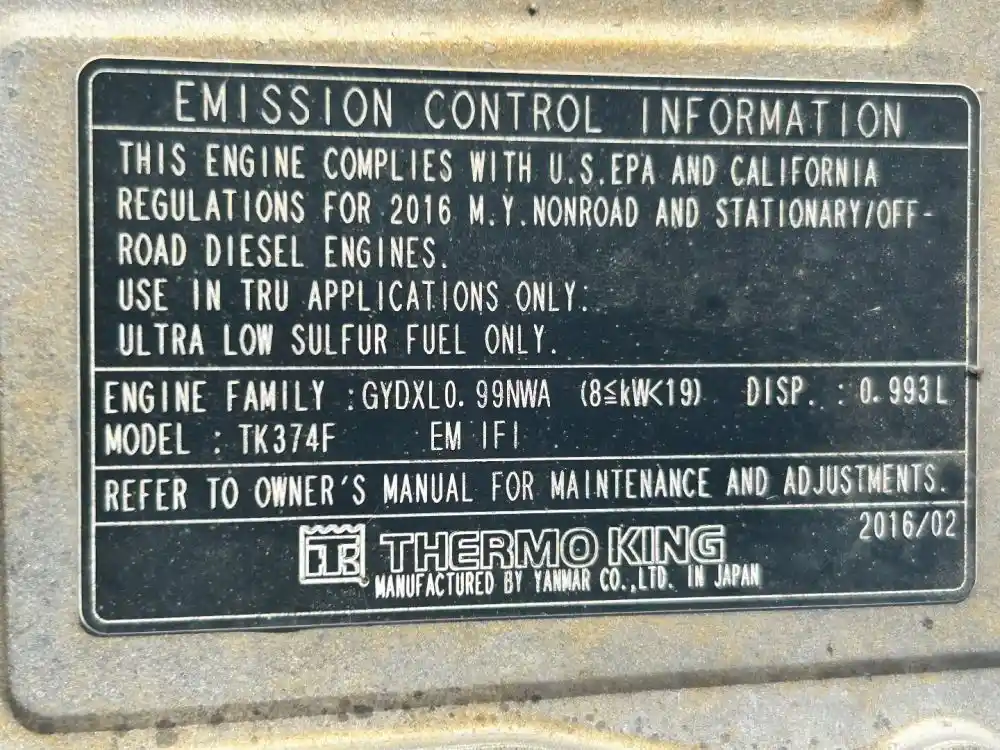 EMISSION CONTROL INFORMATION
THIS ENGINE COMPLIES WITH U.S.EPA AND CALIFORNIA
REGULATIONS FOR 2016 M.Y.NONROAD AND STATIONARY/OFF-
ROAD DIESEL ENGINES.
USE IN TRU APPLICATIONS ONLY.
ULTRA LOW SULFUR FUEL ONLY.
ENGINE FAMILY :GYDXL0.99NWA (8≦kW<19) DISP. : 0.993L
MODEL : TK374F EM IFI
REFER TO OWNER'S MANUAL FOR MAINTENANCE AND ADJUSTMENTS.
2016/02
TK THERMO KING
MANUFACTURED BY YANMAR CO.,LTD. IN JAPAN